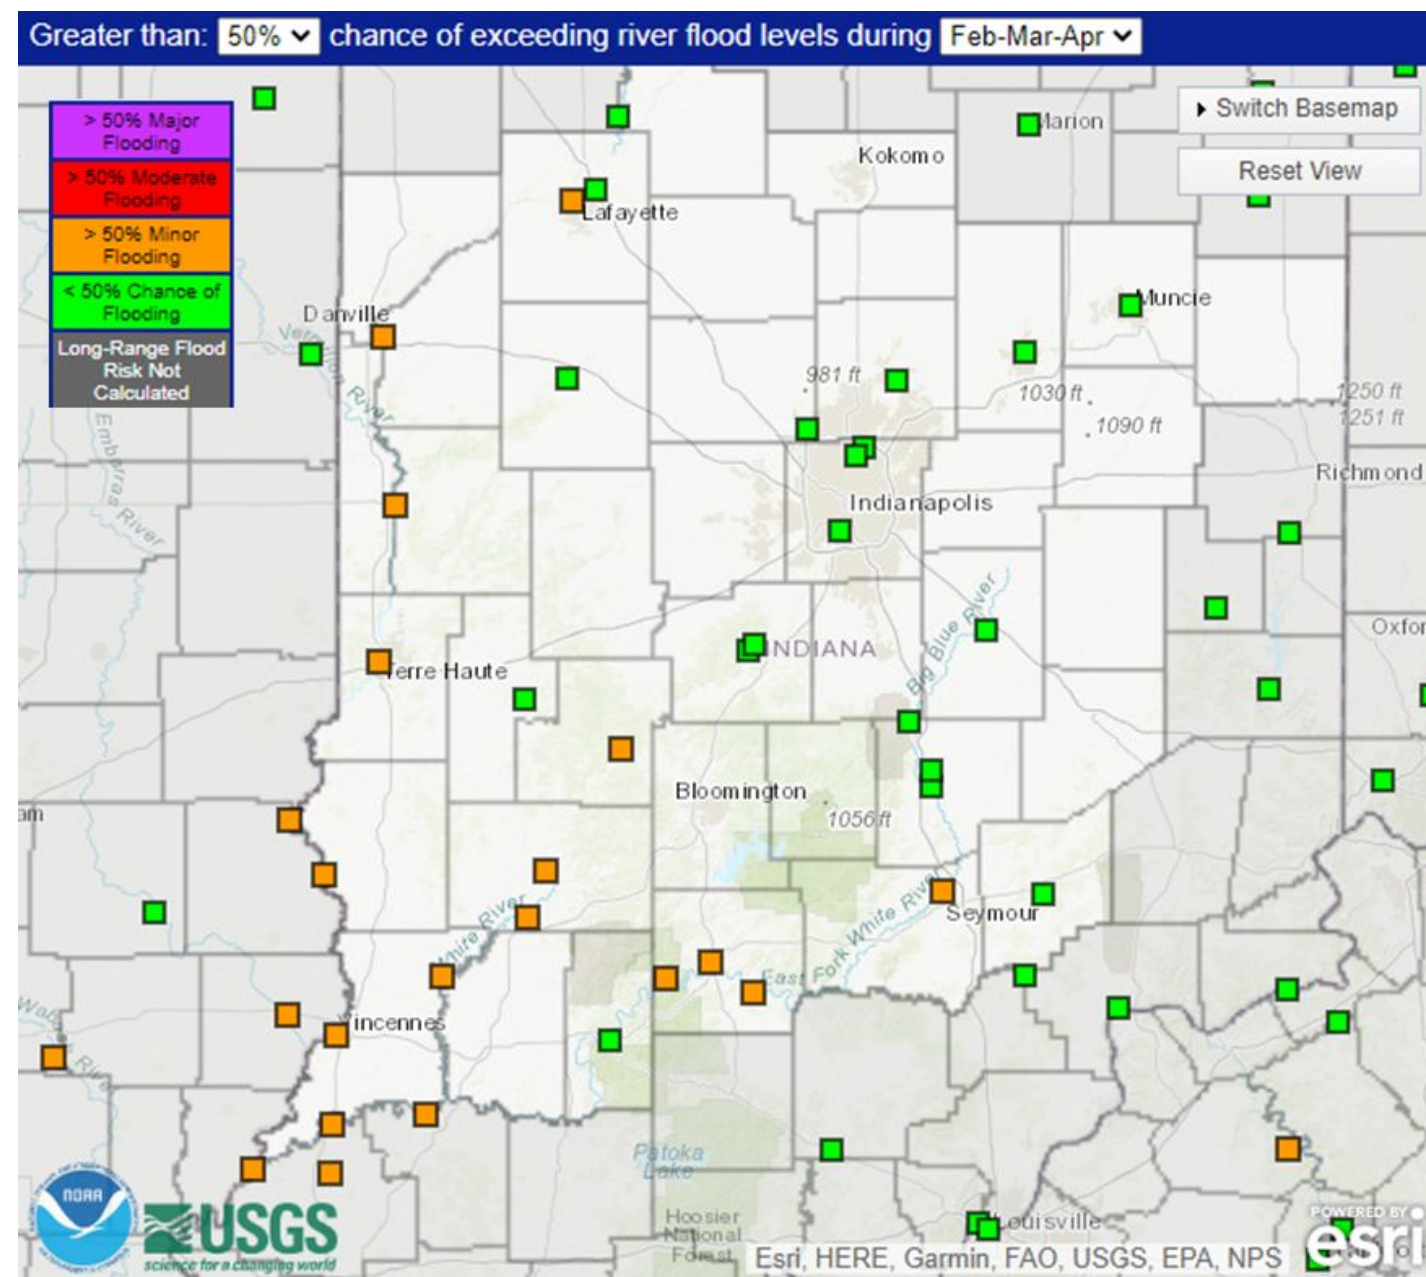 Greater than: 50% chance of exceeding river flood levels during Feb-Mar-Apr
> 50% Major
Flooding
> 50% Moderate
Flooding
> 50% Minor
Flooding
< 50% Chance of
Flooding
Long-Range Flood
Risk Not
Calculated
Switch Basemap
Reset View
Marion
Kokomo
Lafayette
Muncie
Danville
Vermilion River
981 ft
1030 ft
1090 ft
1250 ft
1251 ft
Embarras River
Richmond
Indianapolis
Big Blue River
Oxfor
INDIANA
Terre Haute
Bloomington
1056 ft
am
White River
East Fork White River
Seymour
Vincennes
Wabash River
Patoka
Lake
Hoosier
National
Forest
Louisville
NOAA
USGS
science for a changing world
POWERED BY
esri
Esri, HERE, Garmin, FAO, USGS, EPA, NPS